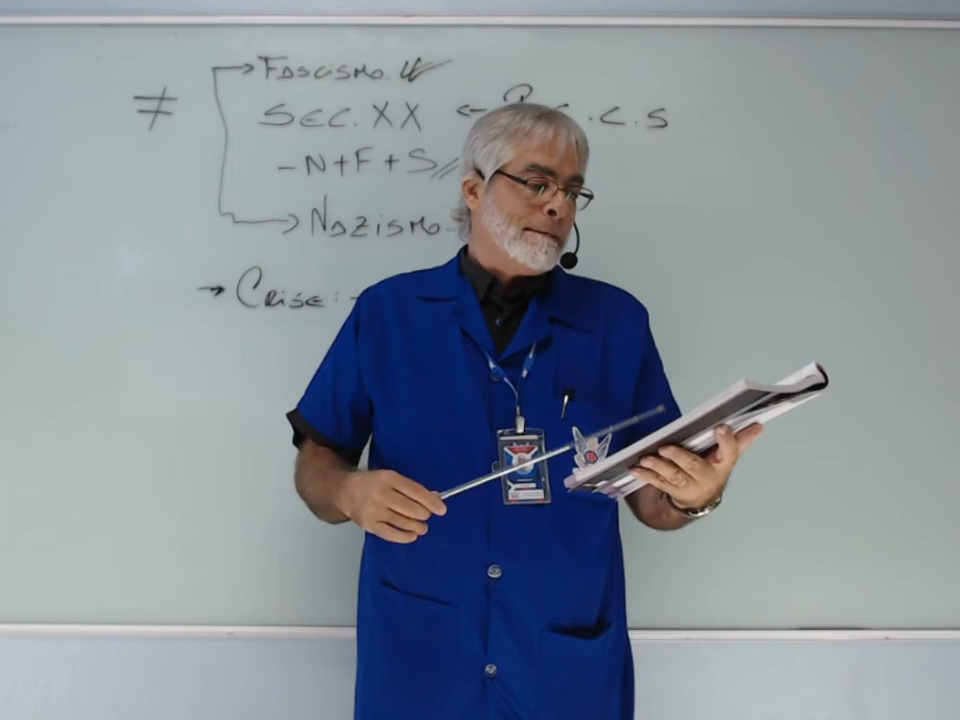 ≠ Fascismo.
SEC. XX ← .C.S
- N + F + S //
→ Nazismo.
→ Crise: